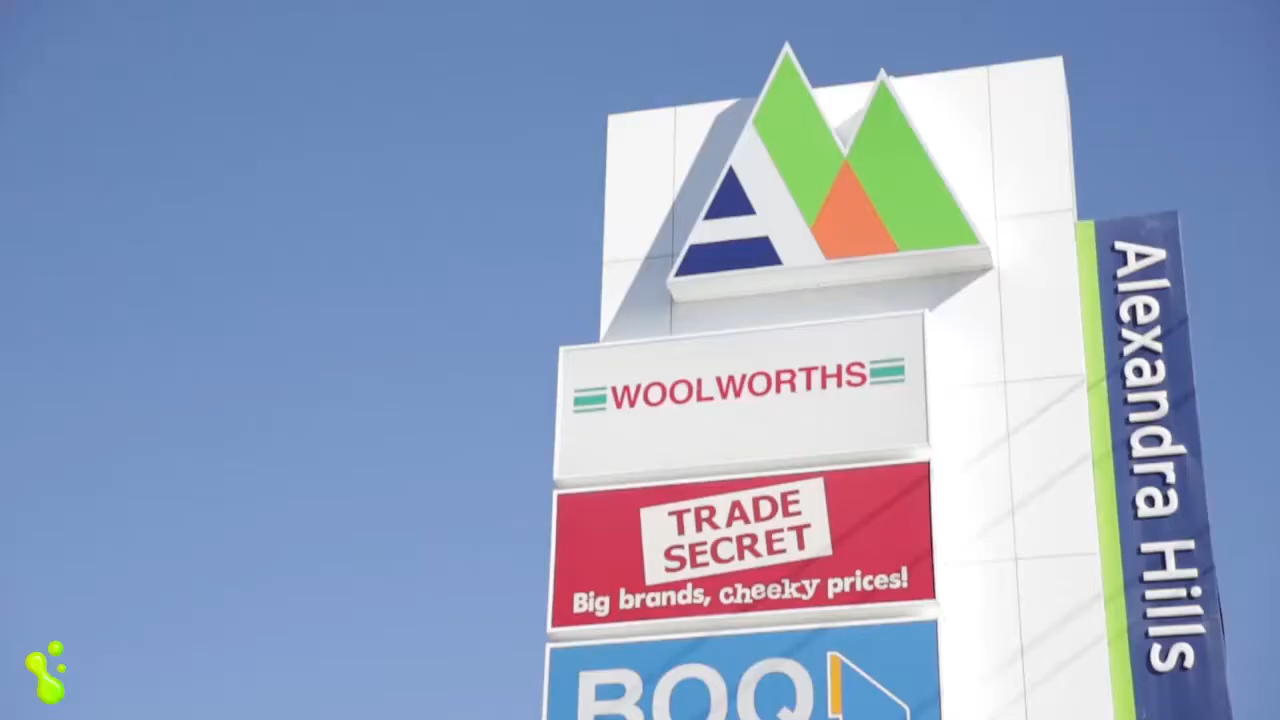 WOOLWORTHS
TRADE
SECRET
Big brands, cheeky prices!
BOQ
Alexandra Hills